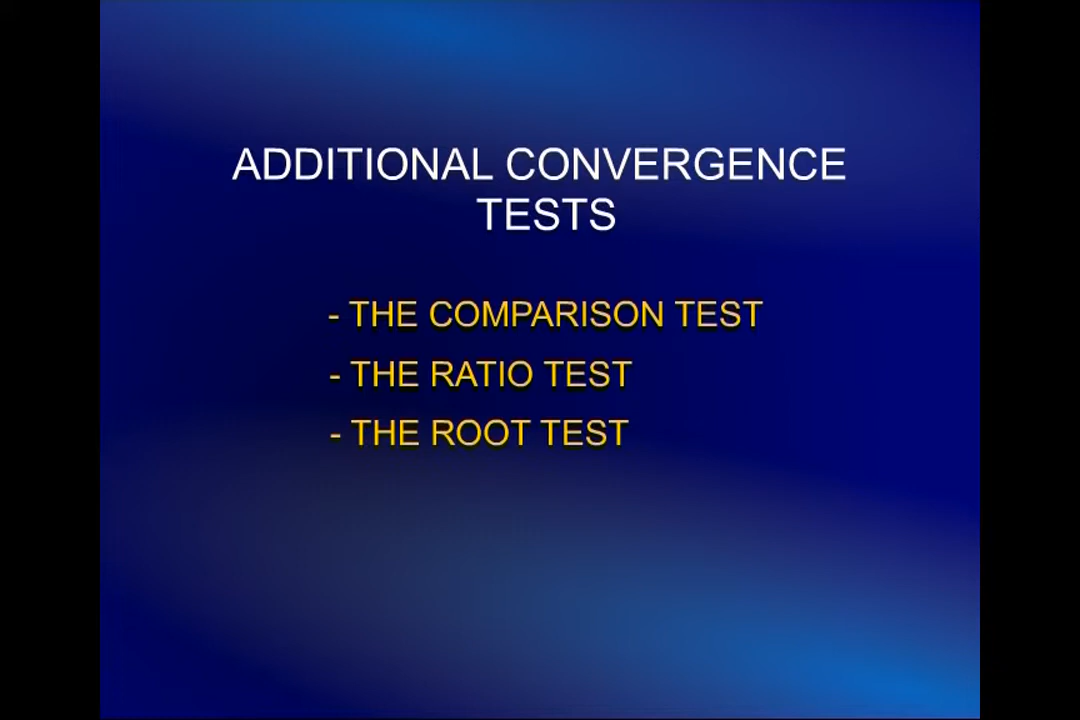 ADDITIONAL CONVERGENCE
TESTS
- THE COMPARISON TEST
- THE RATIO TEST
- THE ROOT TEST